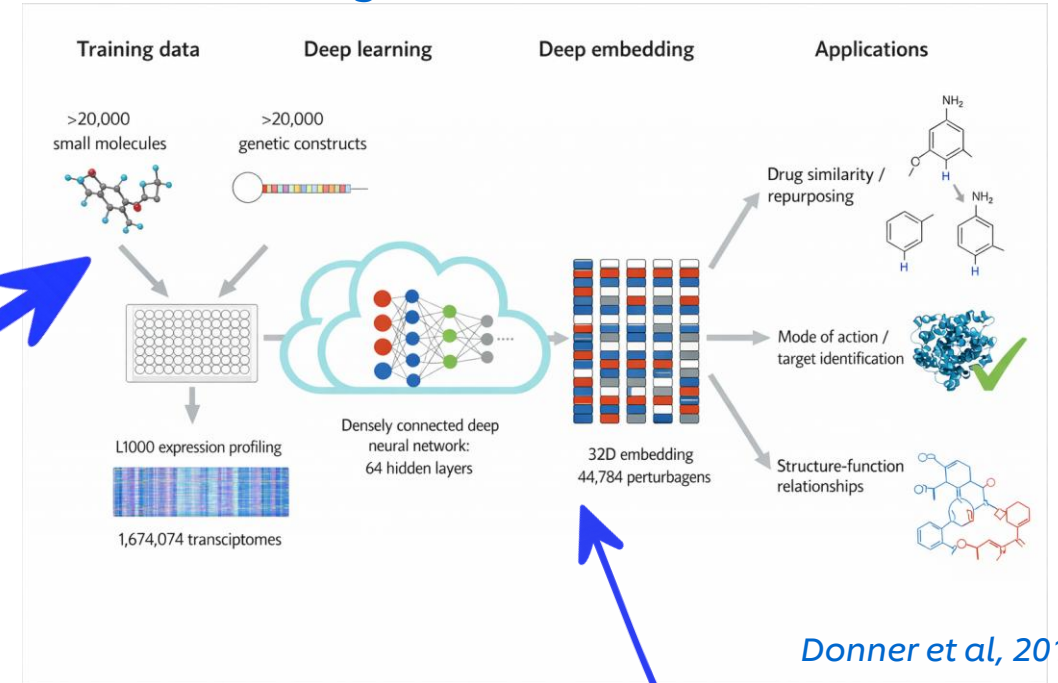 Training data
Deep learning
Deep embedding
Applications
>20,000
small molecules
>20,000
genetic constructs
L1000 expression profiling
1,674,074 transciptomes
Densely connected deep
neural network:
64 hidden layers
32D embedding
44,784 perturbagens
Drug similarity /
repurposing
NH₂
O
H
NH₂
H
H
Mode of action /
target identification
Structure-function
relationships
Donner et al, 201